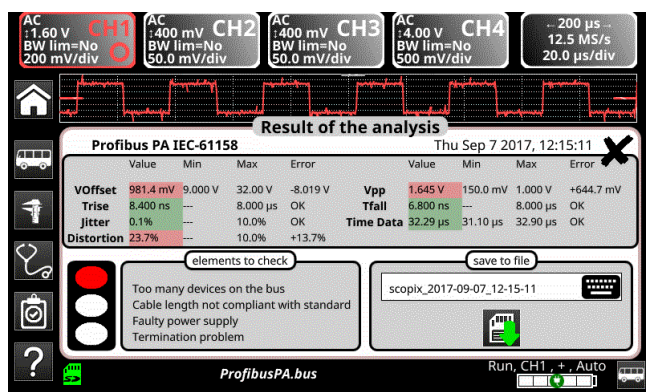 AC
↕1.60 V CH1
BW lim=No
200 mV/div
AC
↕400 mV CH2
BW lim=No
50.0 mV/div
AC
↕400 mV CH3
BW lim=No
50.0 mV/div
AC
↕4.00 V CH4
BW lim=No
500 mV/div
←200 µs→
12.5 MS/s
20.0 µs/div
Result of the analysis
Profibus PA IEC-61158 Thu Sep 7 2017, 12:15:11
Value Min Max Error Value Min Max Error
VOffset 981.4 mV 9.000 V 32.00 V -8.019 V Vpp 1.645 V 150.0 mV 1.000 V +644.7 mV
Trise 8.400 ns --- 8.000 µs OK Tfall 6.800 ns --- 8.000 µs OK
Jitter 0.1% --- 10.0% OK Time Data 32.29 µs 31.10 µs 32.90 µs OK
Distortion 23.7% --- 10.0% +13.7%
elements to check
Too many devices on the bus
Cable length not compliant with standard
Faulty power supply
Termination problem
save to file
scopix_2017-09-07_12-15-11
?
ProfibusPA.bus
Run, CH1 , + , Auto